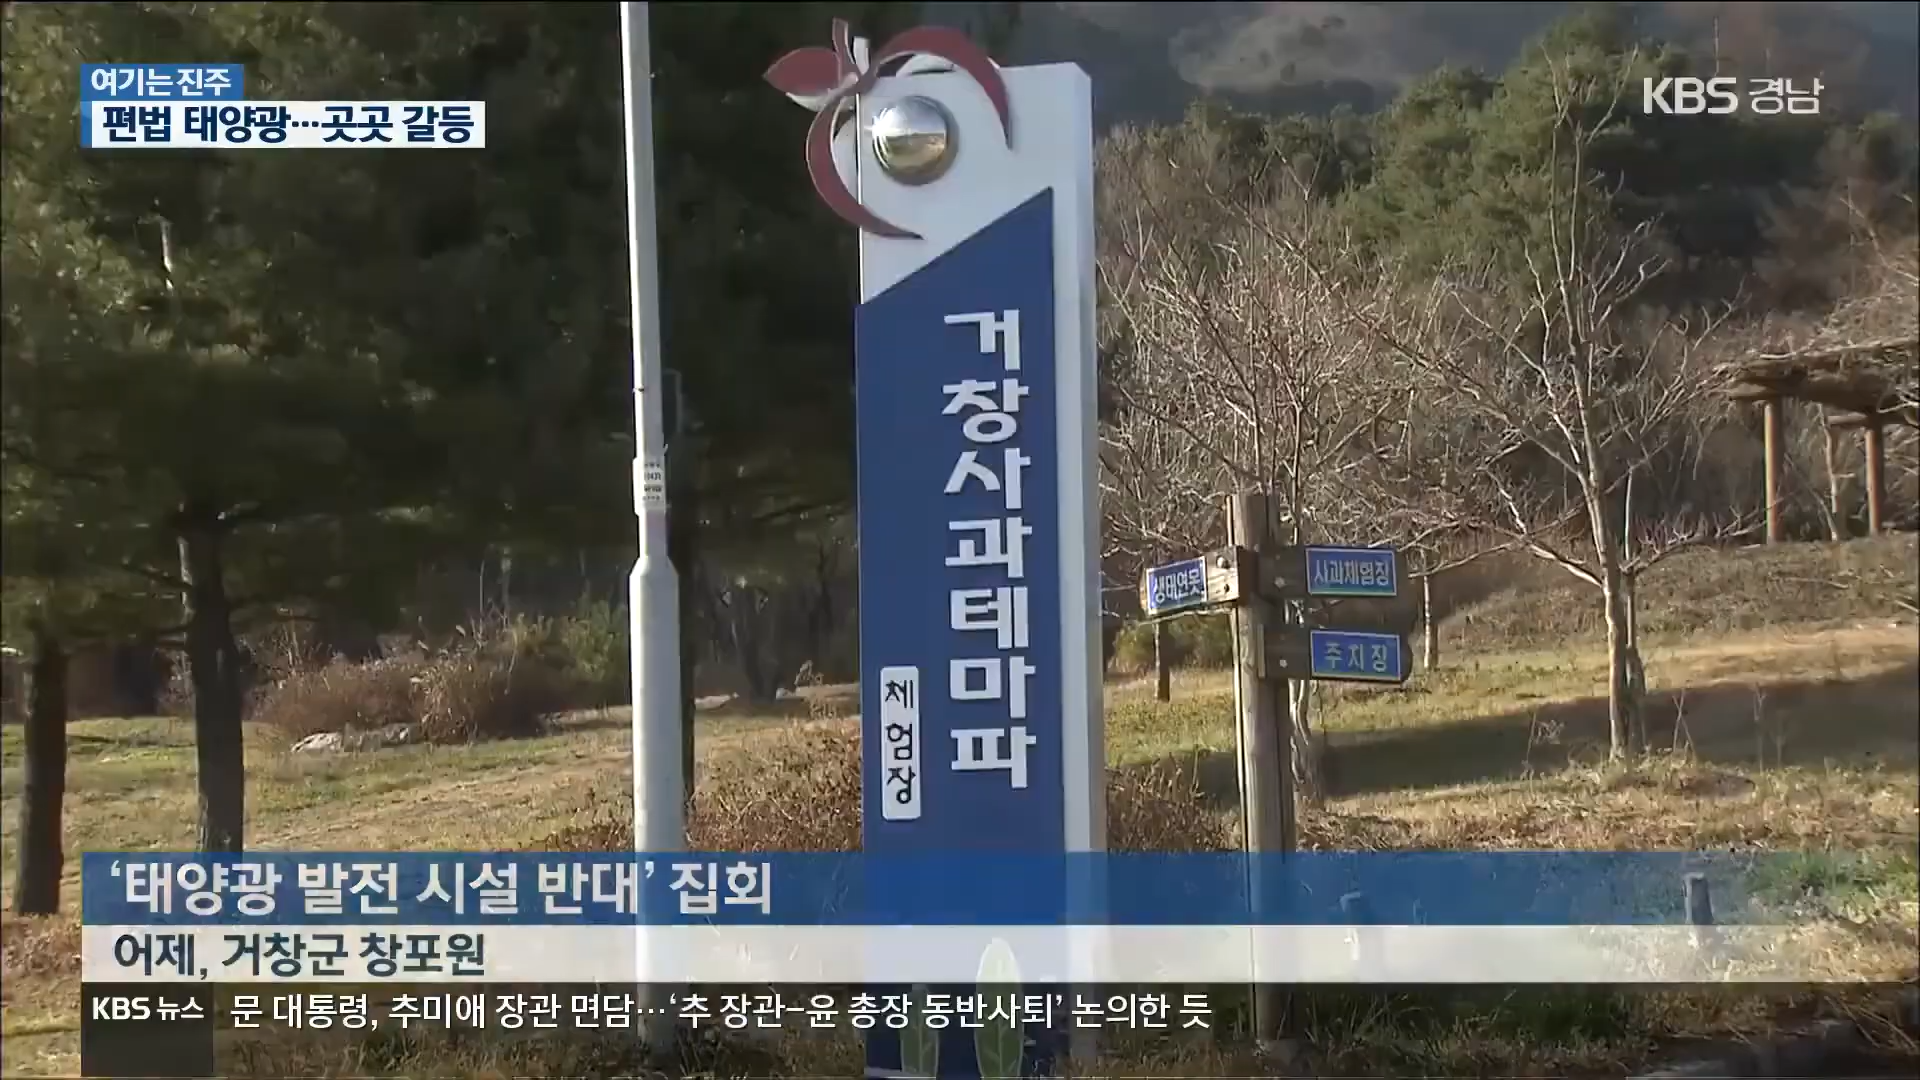 여기는 진주
편법 태양광…곳곳 갈등
KBS 경남
거창사과테마파
체험장
생태연못
사과체험장
주차장
‘태양광 발전 시설 반대’ 집회
어제, 거창군 창포원
KBS 뉴스
문 대통령, 추미애 장관 면담…‘추 장관-윤 총장 동반사퇴’ 논의한 듯